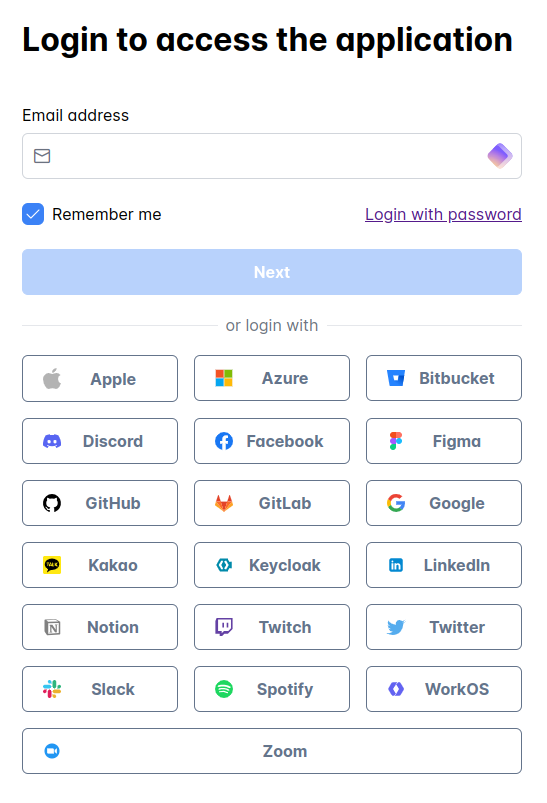 Login to access the application
Email address
Remember me Login with password
Next
or login with
Apple Azure Bitbucket
Discord Facebook Figma
GitHub GitLab Google
Kakao Keycloak LinkedIn
Notion Twitch Twitter
Slack Spotify WorkOS
Zoom